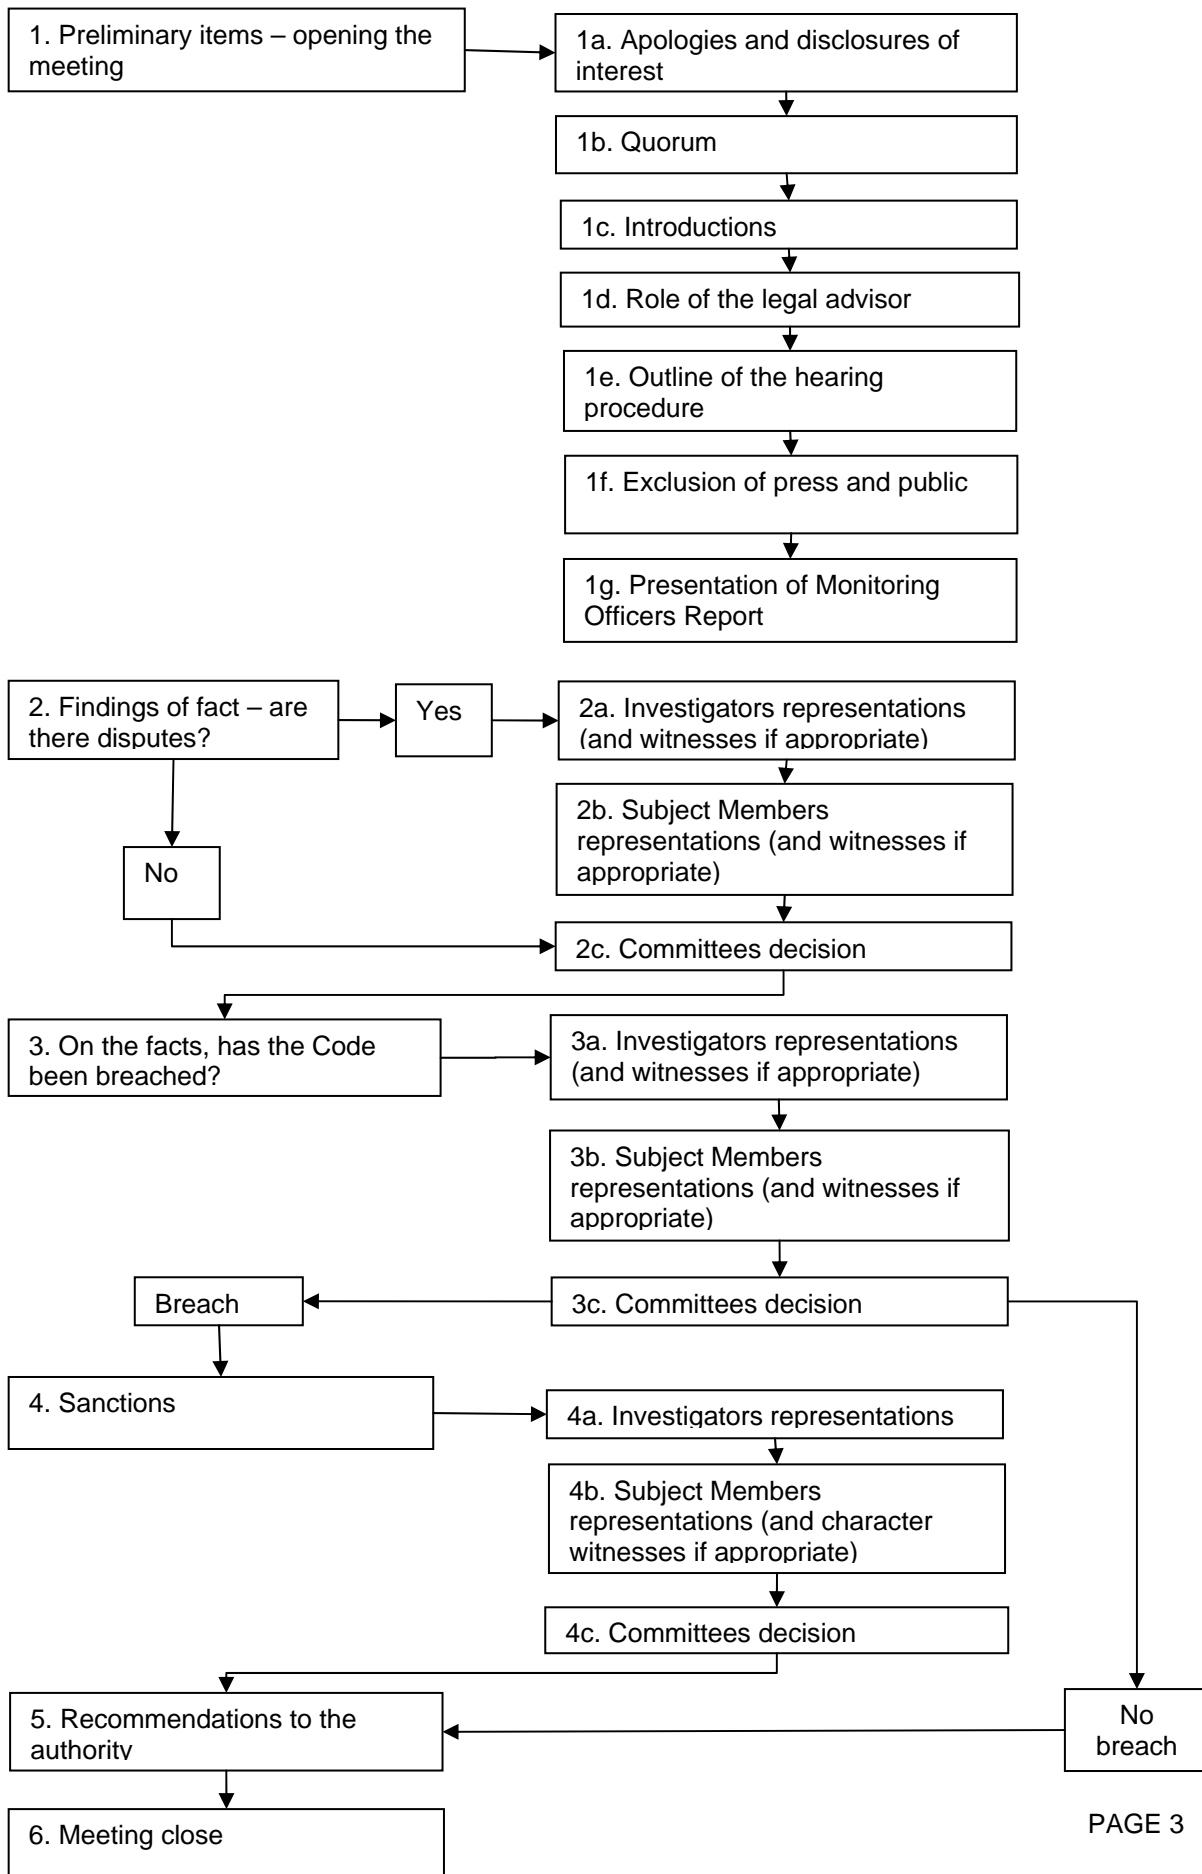 1. Preliminary items – opening the
meeting
1a. Apologies and disclosures of
interest
1b. Quorum
1c. Introductions
1d. Role of the legal advisor
1e. Outline of the hearing
procedure
1f. Exclusion of press and public
1g. Presentation of Monitoring
Officers Report
2. Findings of fact – are
there disputes?
Yes
2a. Investigators representations
(and witnesses if appropriate)
2b. Subject Members
representations (and witnesses if
appropriate)
No
2c. Committees decision
3. On the facts, has the Code
been breached?
3a. Investigators representations
(and witnesses if appropriate)
3b. Subject Members
representations (and witnesses if
appropriate)
Breach
3c. Committees decision
4. Sanctions
4a. Investigators representations
4b. Subject Members
representations (and character
witnesses if appropriate)
4c. Committees decision
5. Recommendations to the
authority
No
breach
6. Meeting close
PAGE 3